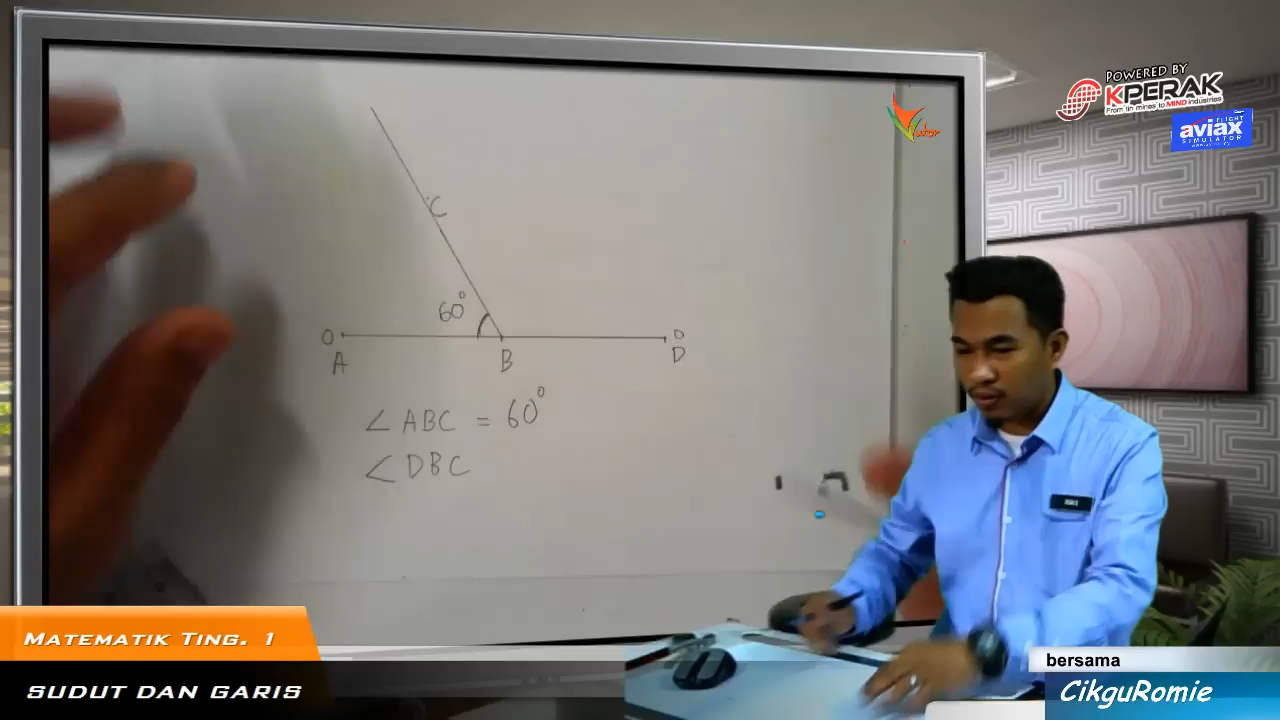 POWERED BY
KPERAK
From tin mines to MIND industries
aviax
FLIGHT
SIMULATOR
Tutor
C
60°
O
A
B
D
D
∠ABC = 60°
∠DBC
MATEMATIK TING. 1
SUDUT DAN GARIS
bersama
CikguRomie